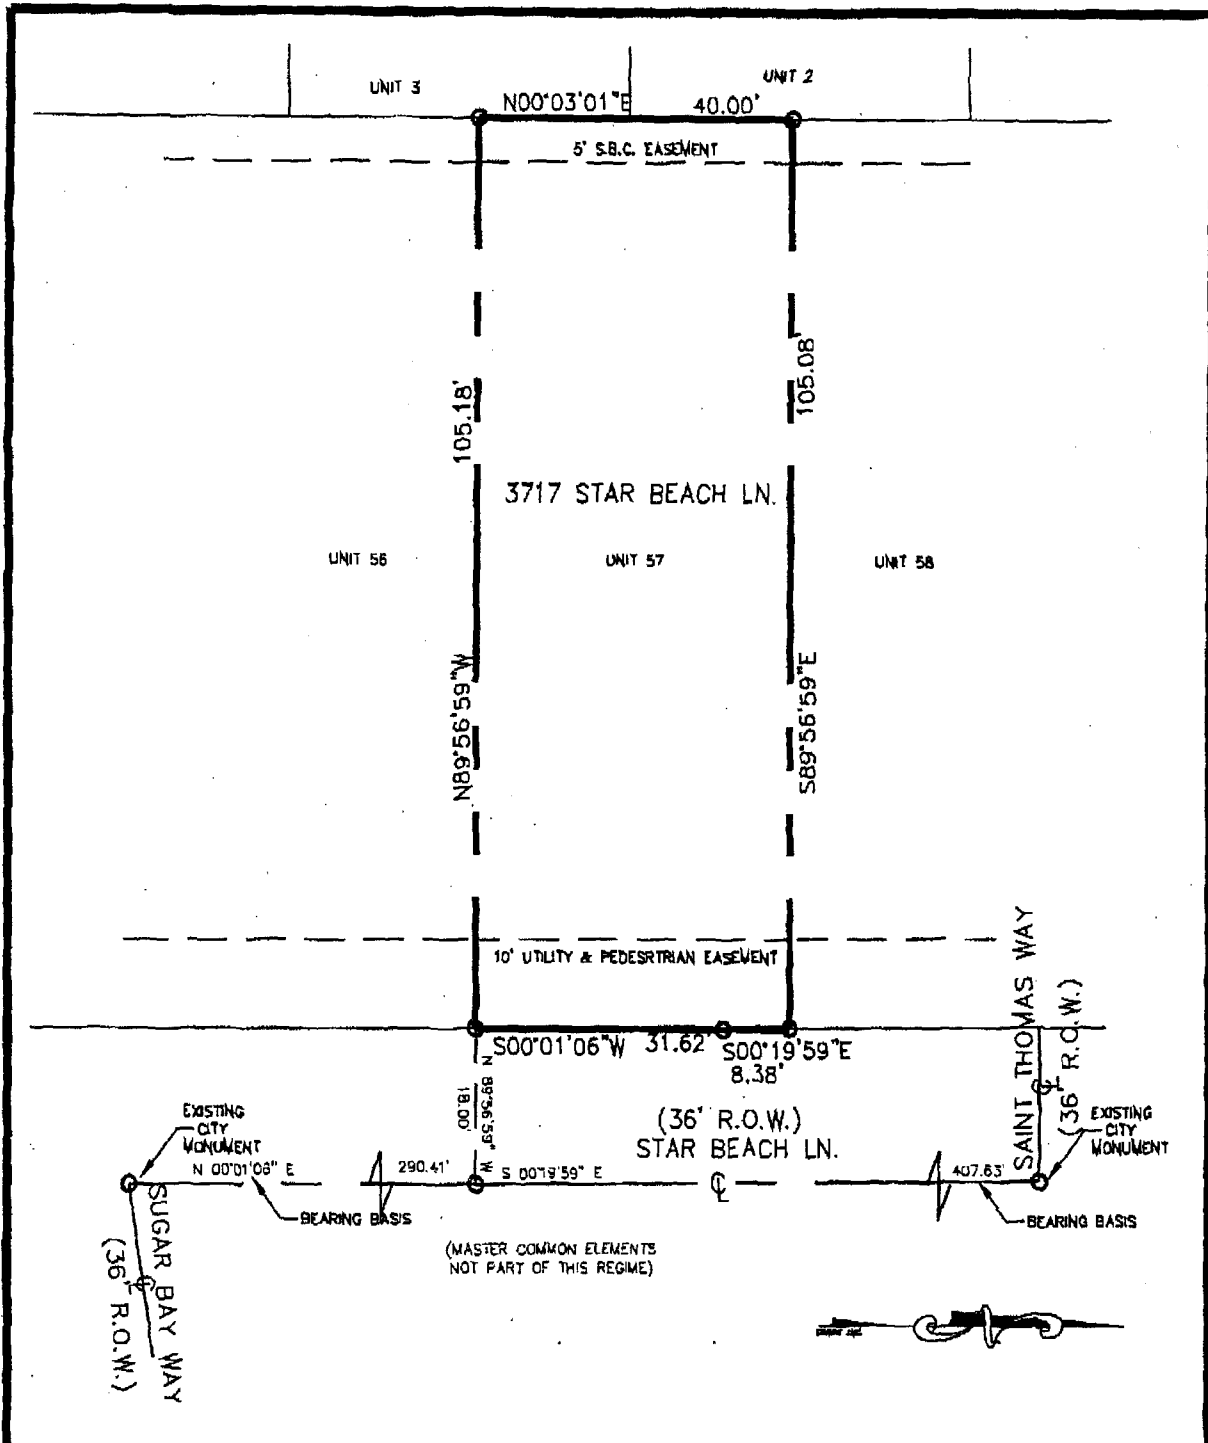 UNIT 3
UNIT 2
N00°03'01"E 40.00'
5' S.B.C. EASEMENT
105.18'
105.08'
3717 STAR BEACH LN.
UNIT 56
UNIT 57
UNIT 58
N89°56'59"W
S89°56'59"E
10' UTILITY & PEDESRTRIAN EASEMENT
S00°01'06"W 31.62' S00°19'59"E
8.38'
N 89°56'59" W
18.00'
(36' R.O.W.)
STAR BEACH LN.
SAINT THOMAS WAY
(36' R.O.W.)
EXISTING
CITY
MONUMENT
EXISTING
CITY
MONUMENT
N 00°01'06" E
290.41'
S 00°19'59" E
407.63'
BEARING BASIS
BEARING BASIS
(MASTER COMMON ELEMENTS
NOT PART OF THIS REGIME)
SUGAR BAY WAY
(36' R.O.W.)